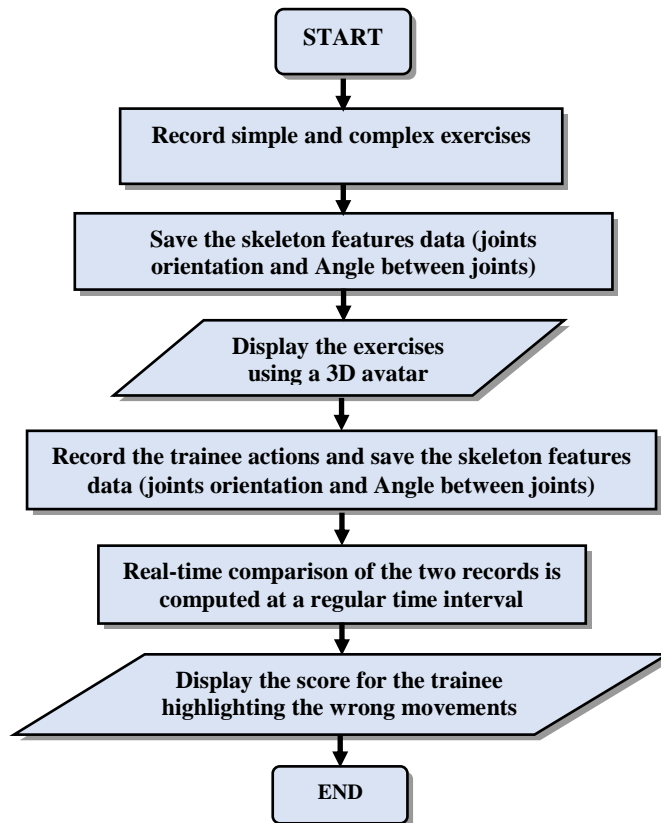 START
Record simple and complex exercises
Save the skeleton features data (joints
orientation and Angle between joints)
Display the exercises
using a 3D avatar
Record the trainee actions and save the skeleton features
data (joints orientation and Angle between joints)
Real-time comparison of the two records is
computed at a regular time interval
Display the score for the trainee
highlighting the wrong movements
END